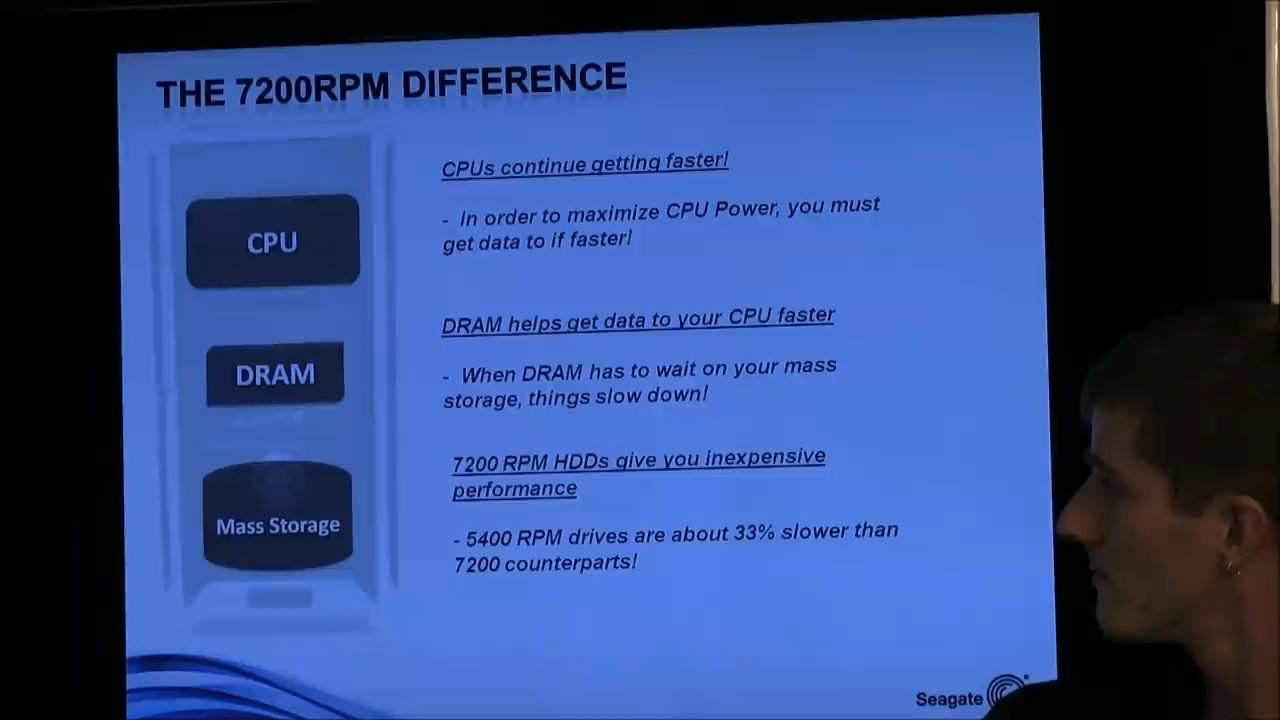 THE 7200RPM DIFFERENCE
CPU
DRAM
Mass Storage
CPUs continue getting faster!
- In order to maximize CPU Power, you must
get data to if faster!
DRAM helps get data to your CPU faster
- When DRAM has to wait on your mass
storage, things slow down!
7200 RPM HDDs give you inexpensive
performance
- 5400 RPM drives are about 33% slower than
7200 counterparts!
Seagate